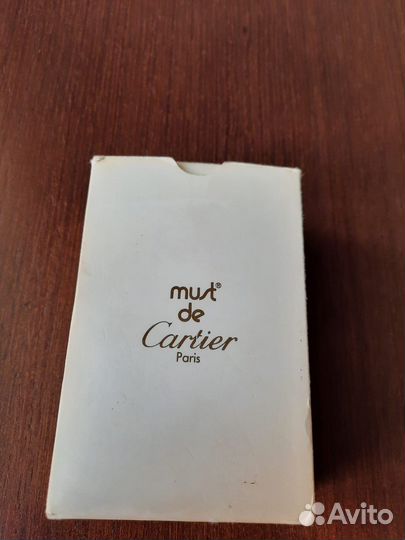 must®
de
Cartier
Paris
Avito